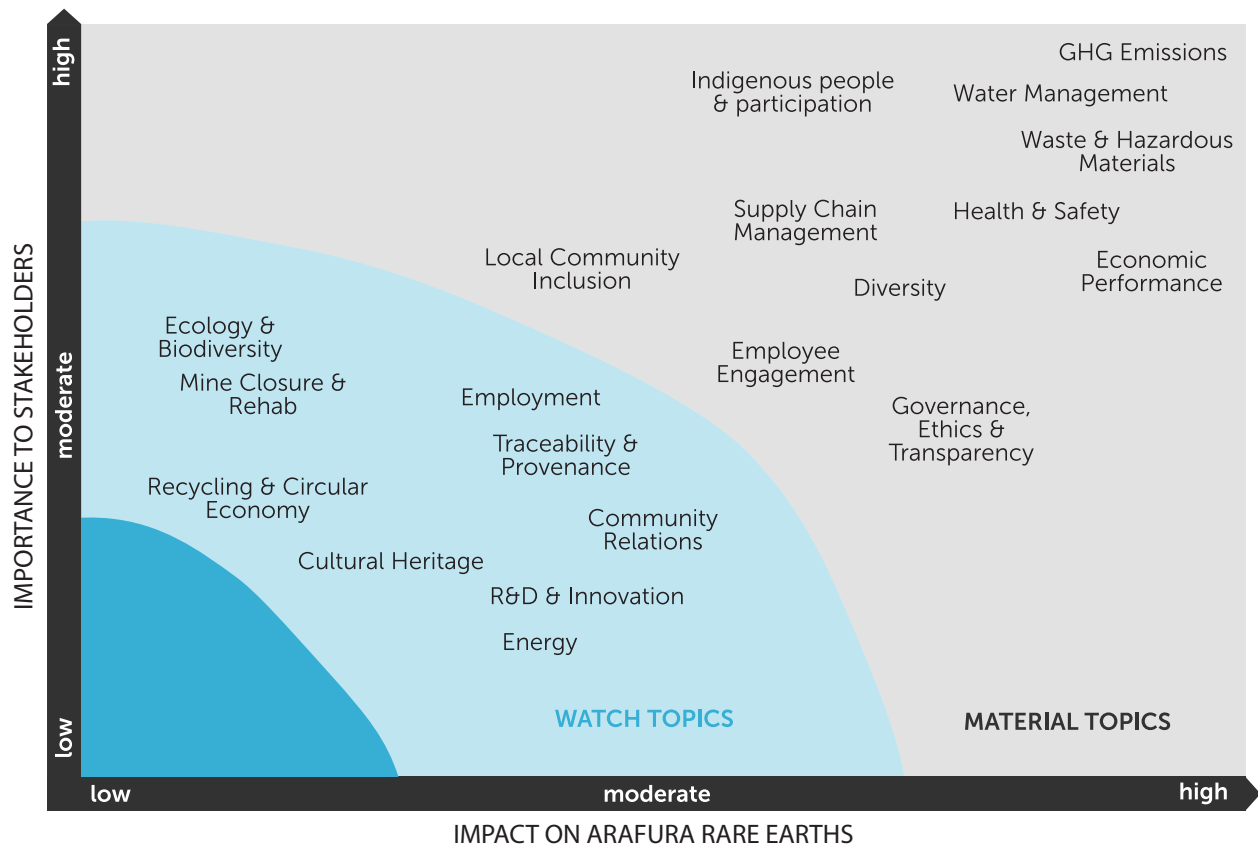 IMPORTANCE TO STAKEHOLDERS
high
moderate
low
GHG Emissions
Indigenous people
& participation
Water Management
Waste & Hazardous
Materials
Supply Chain
Management
Health & Safety
Local Community
Inclusion
Economic
Performance
Diversity
Ecology &
Biodiversity
Employee
Engagement
Mine Closure &
Rehab
Employment
Governance,
Ethics &
Transparency
Traceability &
Provenance
Recycling & Circular
Economy
Community
Relations
Cultural Heritage
R&D & Innovation
Energy
WATCH TOPICS
MATERIAL TOPICS
low
moderate
high
IMPACT ON ARAFURA RARE EARTHS